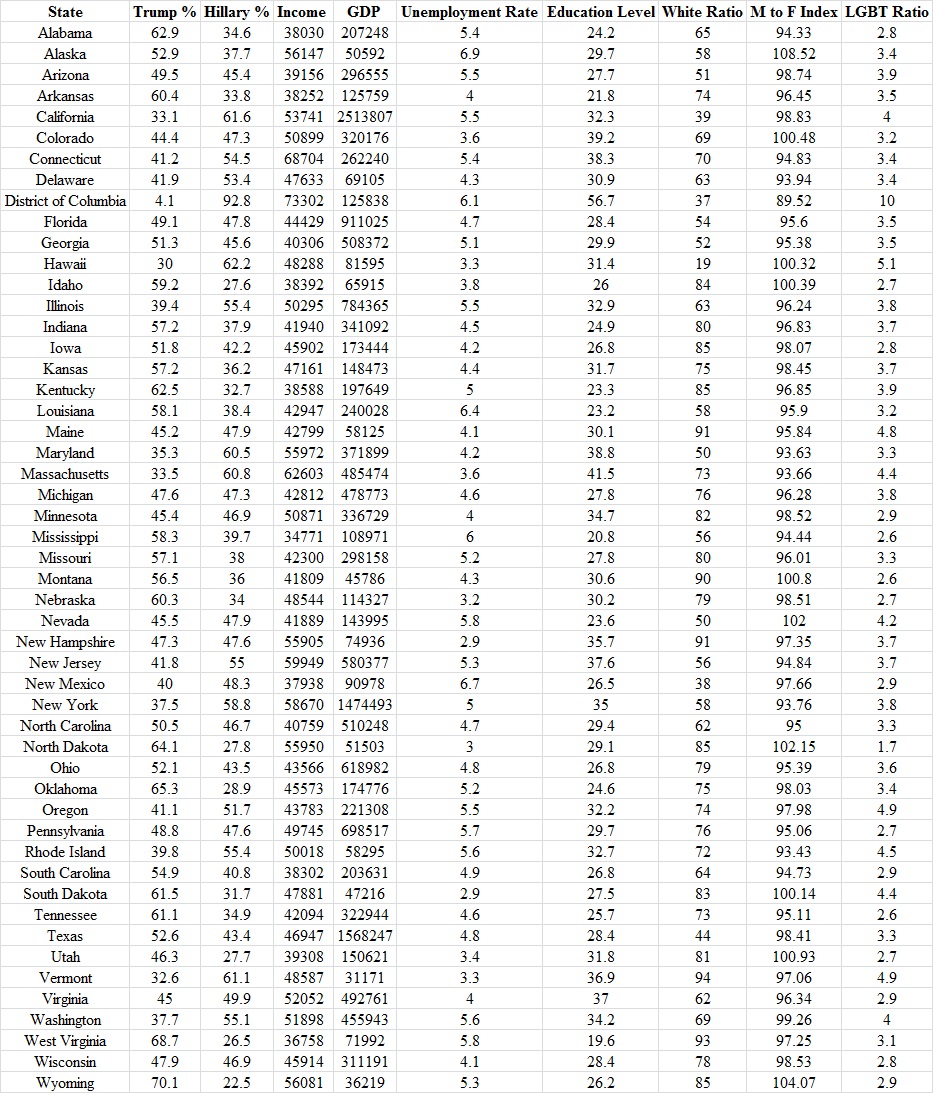 State Trump % Hillary % Income GDP Unemployment Rate Education Level White Ratio M to F Index LGBT Ratio
Alabama 62.9 34.6 38030 207248 5.4 24.2 65 94.33 2.8
Alaska 52.9 37.7 56147 50592 6.9 29.7 58 108.52 3.4
Arizona 49.5 45.4 39156 296555 5.5 27.7 51 98.74 3.9
Arkansas 60.4 33.8 38252 125759 4 21.8 74 96.45 3.5
California 33.1 61.6 53741 2513807 5.5 32.3 39 98.83 4
Colorado 44.4 47.3 50899 320176 3.6 39.2 69 100.48 3.2
Connecticut 41.2 54.5 68704 262240 5.4 38.3 70 94.83 3.4
Delaware 41.9 53.4 47633 69105 4.3 30.9 63 93.94 3.4
District of Columbia 4.1 92.8 73302 125838 6.1 56.7 37 89.52 10
Florida 49.1 47.8 44429 911025 4.7 28.4 54 95.6 3.5
Georgia 51.3 45.6 40306 508372 5.1 29.9 52 95.38 3.5
Hawaii 30 62.2 48288 81595 3.3 31.4 19 100.32 5.1
Idaho 59.2 27.6 38392 65915 3.8 26 84 100.39 2.7
Illinois 39.4 55.4 50295 784365 5.5 32.9 63 96.24 3.8
Indiana 57.2 37.9 41940 341092 4.5 24.9 80 96.83 3.7
Iowa 51.8 42.2 45902 173444 4.2 26.8 85 98.07 2.8
Kansas 57.2 36.2 47161 148473 4.4 31.7 75 98.45 3.7
Kentucky 62.5 32.7 38588 197649 5 23.3 85 96.85 3.9
Louisiana 58.1 38.4 42947 240028 6.4 23.2 58 95.9 3.2
Maine 45.2 47.9 42799 58125 4.1 30.1 91 95.84 4.8
Maryland 35.3 60.5 55972 371899 4.2 38.8 50 93.63 3.3
Massachusetts 33.5 60.8 62603 485474 3.6 41.5 73 93.66 4.4
Michigan 47.6 47.3 42812 478773 4.6 27.8 76 96.28 3.8
Minnesota 45.4 46.9 50871 336729 4 34.7 82 98.52 2.9
Mississippi 58.3 39.7 34771 108971 6 20.8 56 94.44 2.6
Missouri 57.1 38 42300 298158 5.2 27.8 80 96.01 3.3
Montana 56.5 36 41809 45786 4.3 30.6 90 100.8 2.6
Nebraska 60.3 34 48544 114327 3.2 30.2 79 98.51 2.7
Nevada 45.5 47.9 41889 143995 5.8 23.6 50 102 4.2
New Hampshire 47.3 47.6 55905 74936 2.9 35.7 91 97.35 3.7
New Jersey 41.8 55 59949 580377 5.3 37.6 56 94.84 3.7
New Mexico 40 48.3 37938 90978 6.7 26.5 38 97.66 2.9
New York 37.5 58.8 58670 1474493 5 35 58 93.76 3.8
North Carolina 50.5 46.7 40759 510248 4.7 29.4 62 95 3.3
North Dakota 64.1 27.8 55950 51503 3 29.1 85 102.15 1.7
Ohio 52.1 43.5 43566 618982 4.8 26.8 79 95.39 3.6
Oklahoma 65.3 28.9 45573 174776 5.2 24.6 75 98.03 3.4
Oregon 41.1 51.7 43783 221308 5.5 32.2 74 97.98 4.9
Pennsylvania 48.8 47.6 49745 698517 5.7 29.7 76 95.06 2.7
Rhode Island 39.8 55.4 50018 58295 5.6 32.7 72 93.43 4.5
South Carolina 54.9 40.8 38302 203631 4.9 26.8 64 94.73 2.9
South Dakota 61.5 31.7 47881 47216 2.9 27.5 83 100.14 4.4
Tennessee 61.1 34.9 42094 322944 4.6 25.7 73 95.11 2.6
Texas 52.6 43.4 46947 1568247 4.8 28.4 44 98.41 3.3
Utah 46.3 27.7 39308 150621 3.4 31.8 81 100.93 2.7
Vermont 32.6 61.1 48587 31171 3.3 36.9 94 97.06 4.9
Virginia 45 49.9 52052 492761 4 37 62 96.34 2.9
Washington 37.7 55.1 51898 455943 5.6 34.2 69 99.26 4
West Virginia 68.7 26.5 36758 71992 5.8 19.6 93 97.25 3.1
Wisconsin 47.9 46.9 45914 311191 4.1 28.4 78 98.53 2.8
Wyoming 70.1 22.5 56081 36219 5.3 26.2 85 104.07 2.9